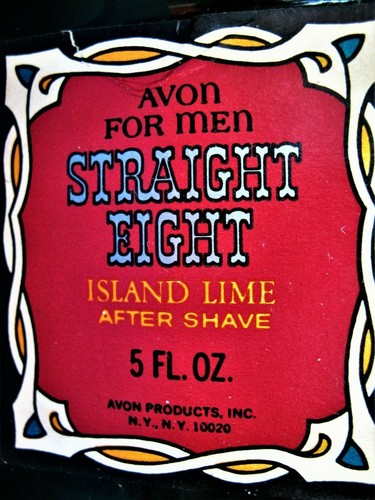 AVON
FOR MEN
STRAIGHT
EIGHT
ISLAND LIME
AFTER SHAVE
5 FL. OZ.
AVON PRODUCTS, INC.
N.Y., N.Y. 10020